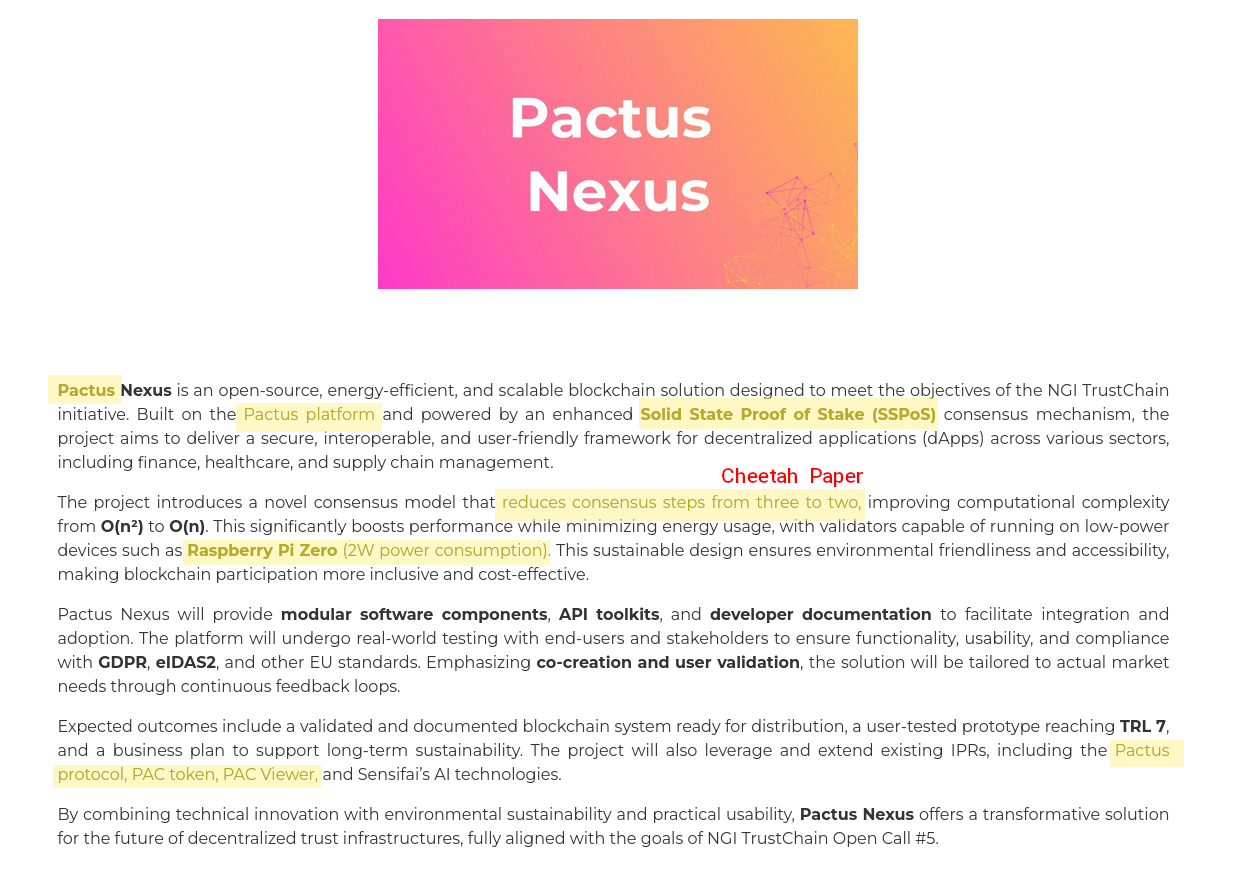 Pactus
Nexus
Pactus Nexus is an open-source, energy-efficient, and scalable blockchain solution designed to meet the objectives of the NGI TrustChain
initiative. Built on the Pactus platform and powered by an enhanced Solid State Proof of Stake (SSPoS) consensus mechanism, the
project aims to deliver a secure, interoperable, and user-friendly framework for decentralized applications (dApps) across various sectors,
including finance, healthcare, and supply chain management.
Cheetah Paper
The project introduces a novel consensus model that reduces consensus steps from three to two, improving computational complexity
from O(n²) to O(n). This significantly boosts performance while minimizing energy usage, with validators capable of running on low-power
devices such as Raspberry Pi Zero (2W power consumption). This sustainable design ensures environmental friendliness and accessibility,
making blockchain participation more inclusive and cost-effective.
Pactus Nexus will provide modular software components, API toolkits, and developer documentation to facilitate integration and
adoption. The platform will undergo real-world testing with end-users and stakeholders to ensure functionality, usability, and compliance
with GDPR, eIDAS2, and other EU standards. Emphasizing co-creation and user validation, the solution will be tailored to actual market
needs through continuous feedback loops.
Expected outcomes include a validated and documented blockchain system ready for distribution, a user-tested prototype reaching TRL 7,
and a business plan to support long-term sustainability. The project will also leverage and extend existing IPRs, including the Pactus
protocol, PAC token, PAC Viewer, and Sensifai’s AI technologies.
By combining technical innovation with environmental sustainability and practical usability, Pactus Nexus offers a transformative solution
for the future of decentralized trust infrastructures, fully aligned with the goals of NGI TrustChain Open Call #5.